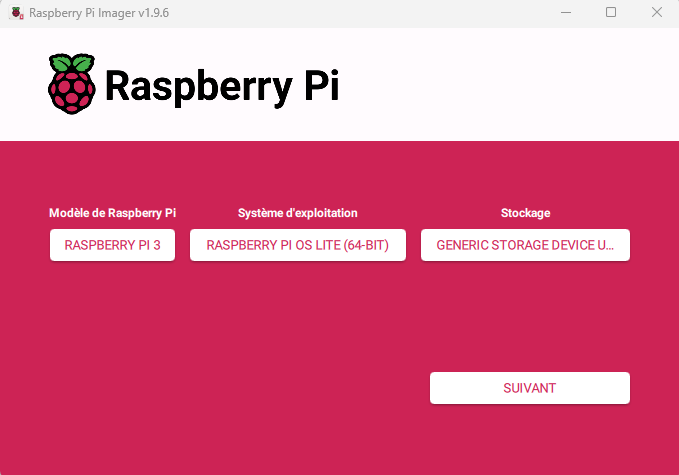 Raspberry Pi Imager v1.9.6
Raspberry Pi
Modèle de Raspberry Pi Système d'exploitation Stockage
RASPBERRY PI 3 RASPBERRY PI OS LITE (64-BIT) GENERIC STORAGE DEVICE U...
SUIVANT